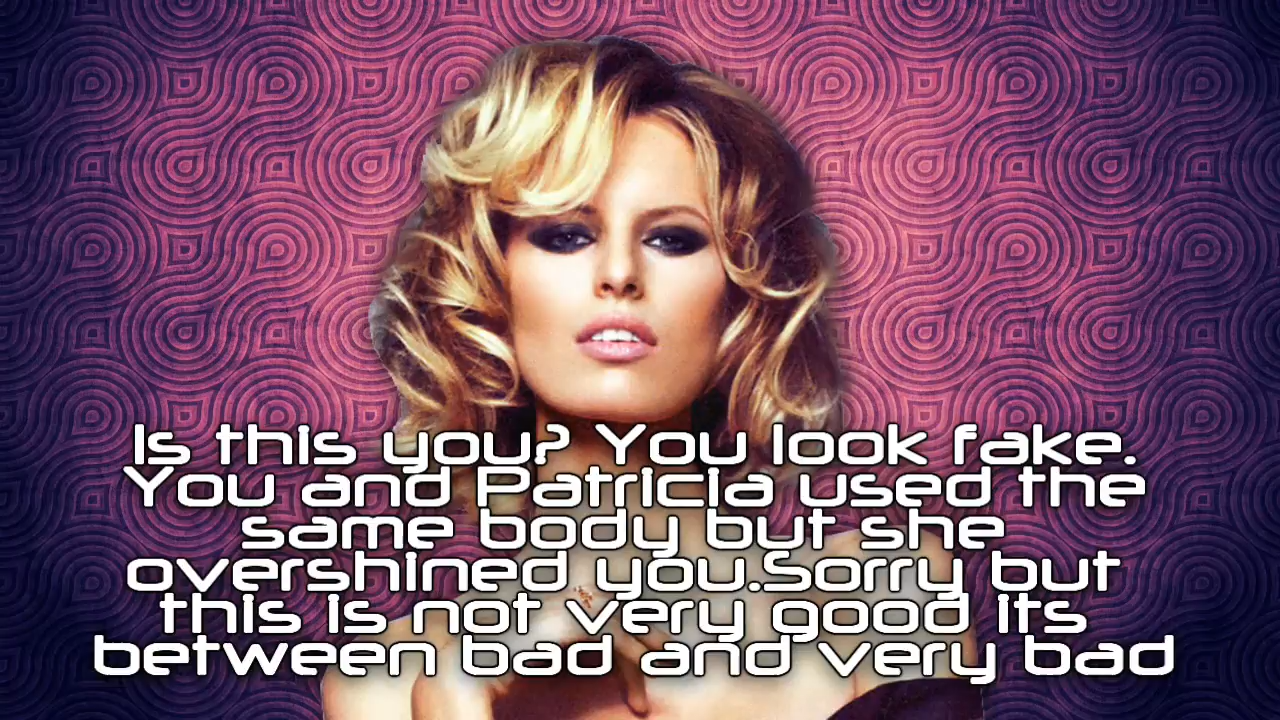 Is this you? You look fake.
You and Patricia used the
same body but she
overshined you.Sorry but
this is not very good its
between bad and very bad